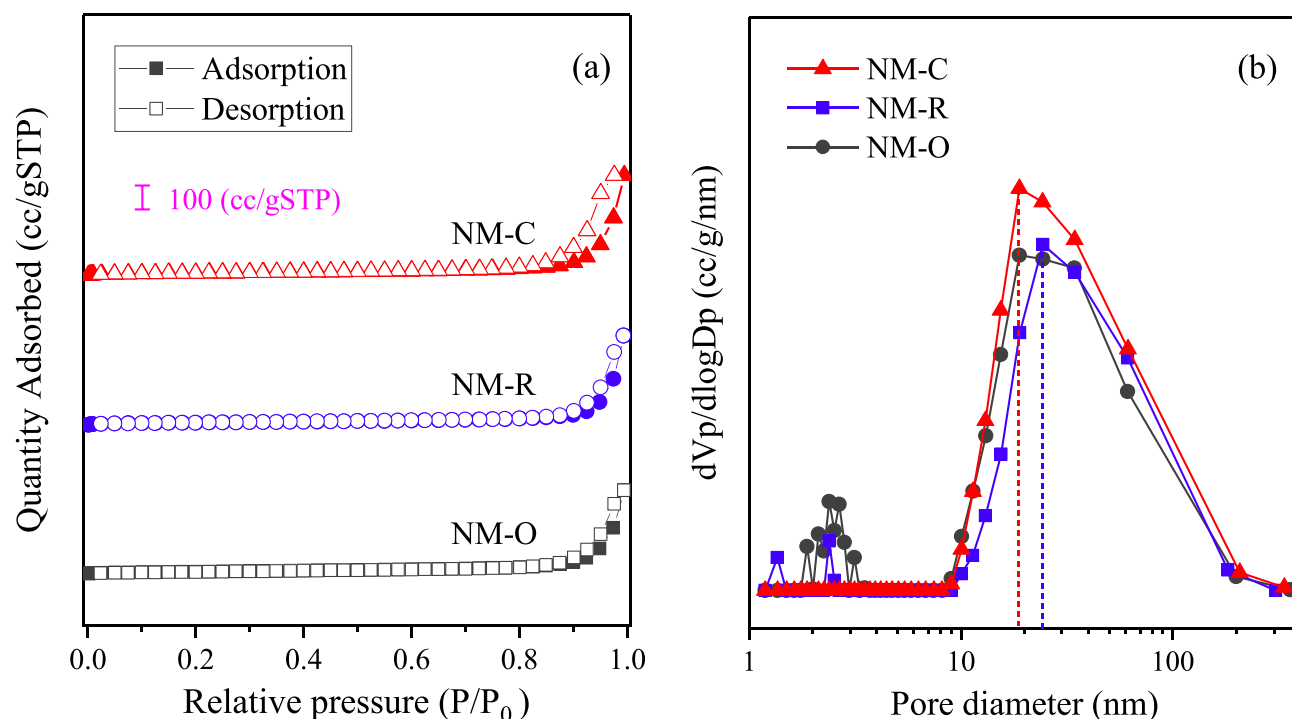 Adsorption
Desorption
(a)
100 (cc/gSTP)
NM-C
NM-R
NM-O
Quantity Adsorbed (cc/gSTP)
0.0 0.2 0.4 0.6 0.8 1.0
Relative pressure (P/P₀)
NM-C
NM-R
NM-O
(b)
dVp/dlogDp (cc/g/nm)
1 10 100
Pore diameter (nm)